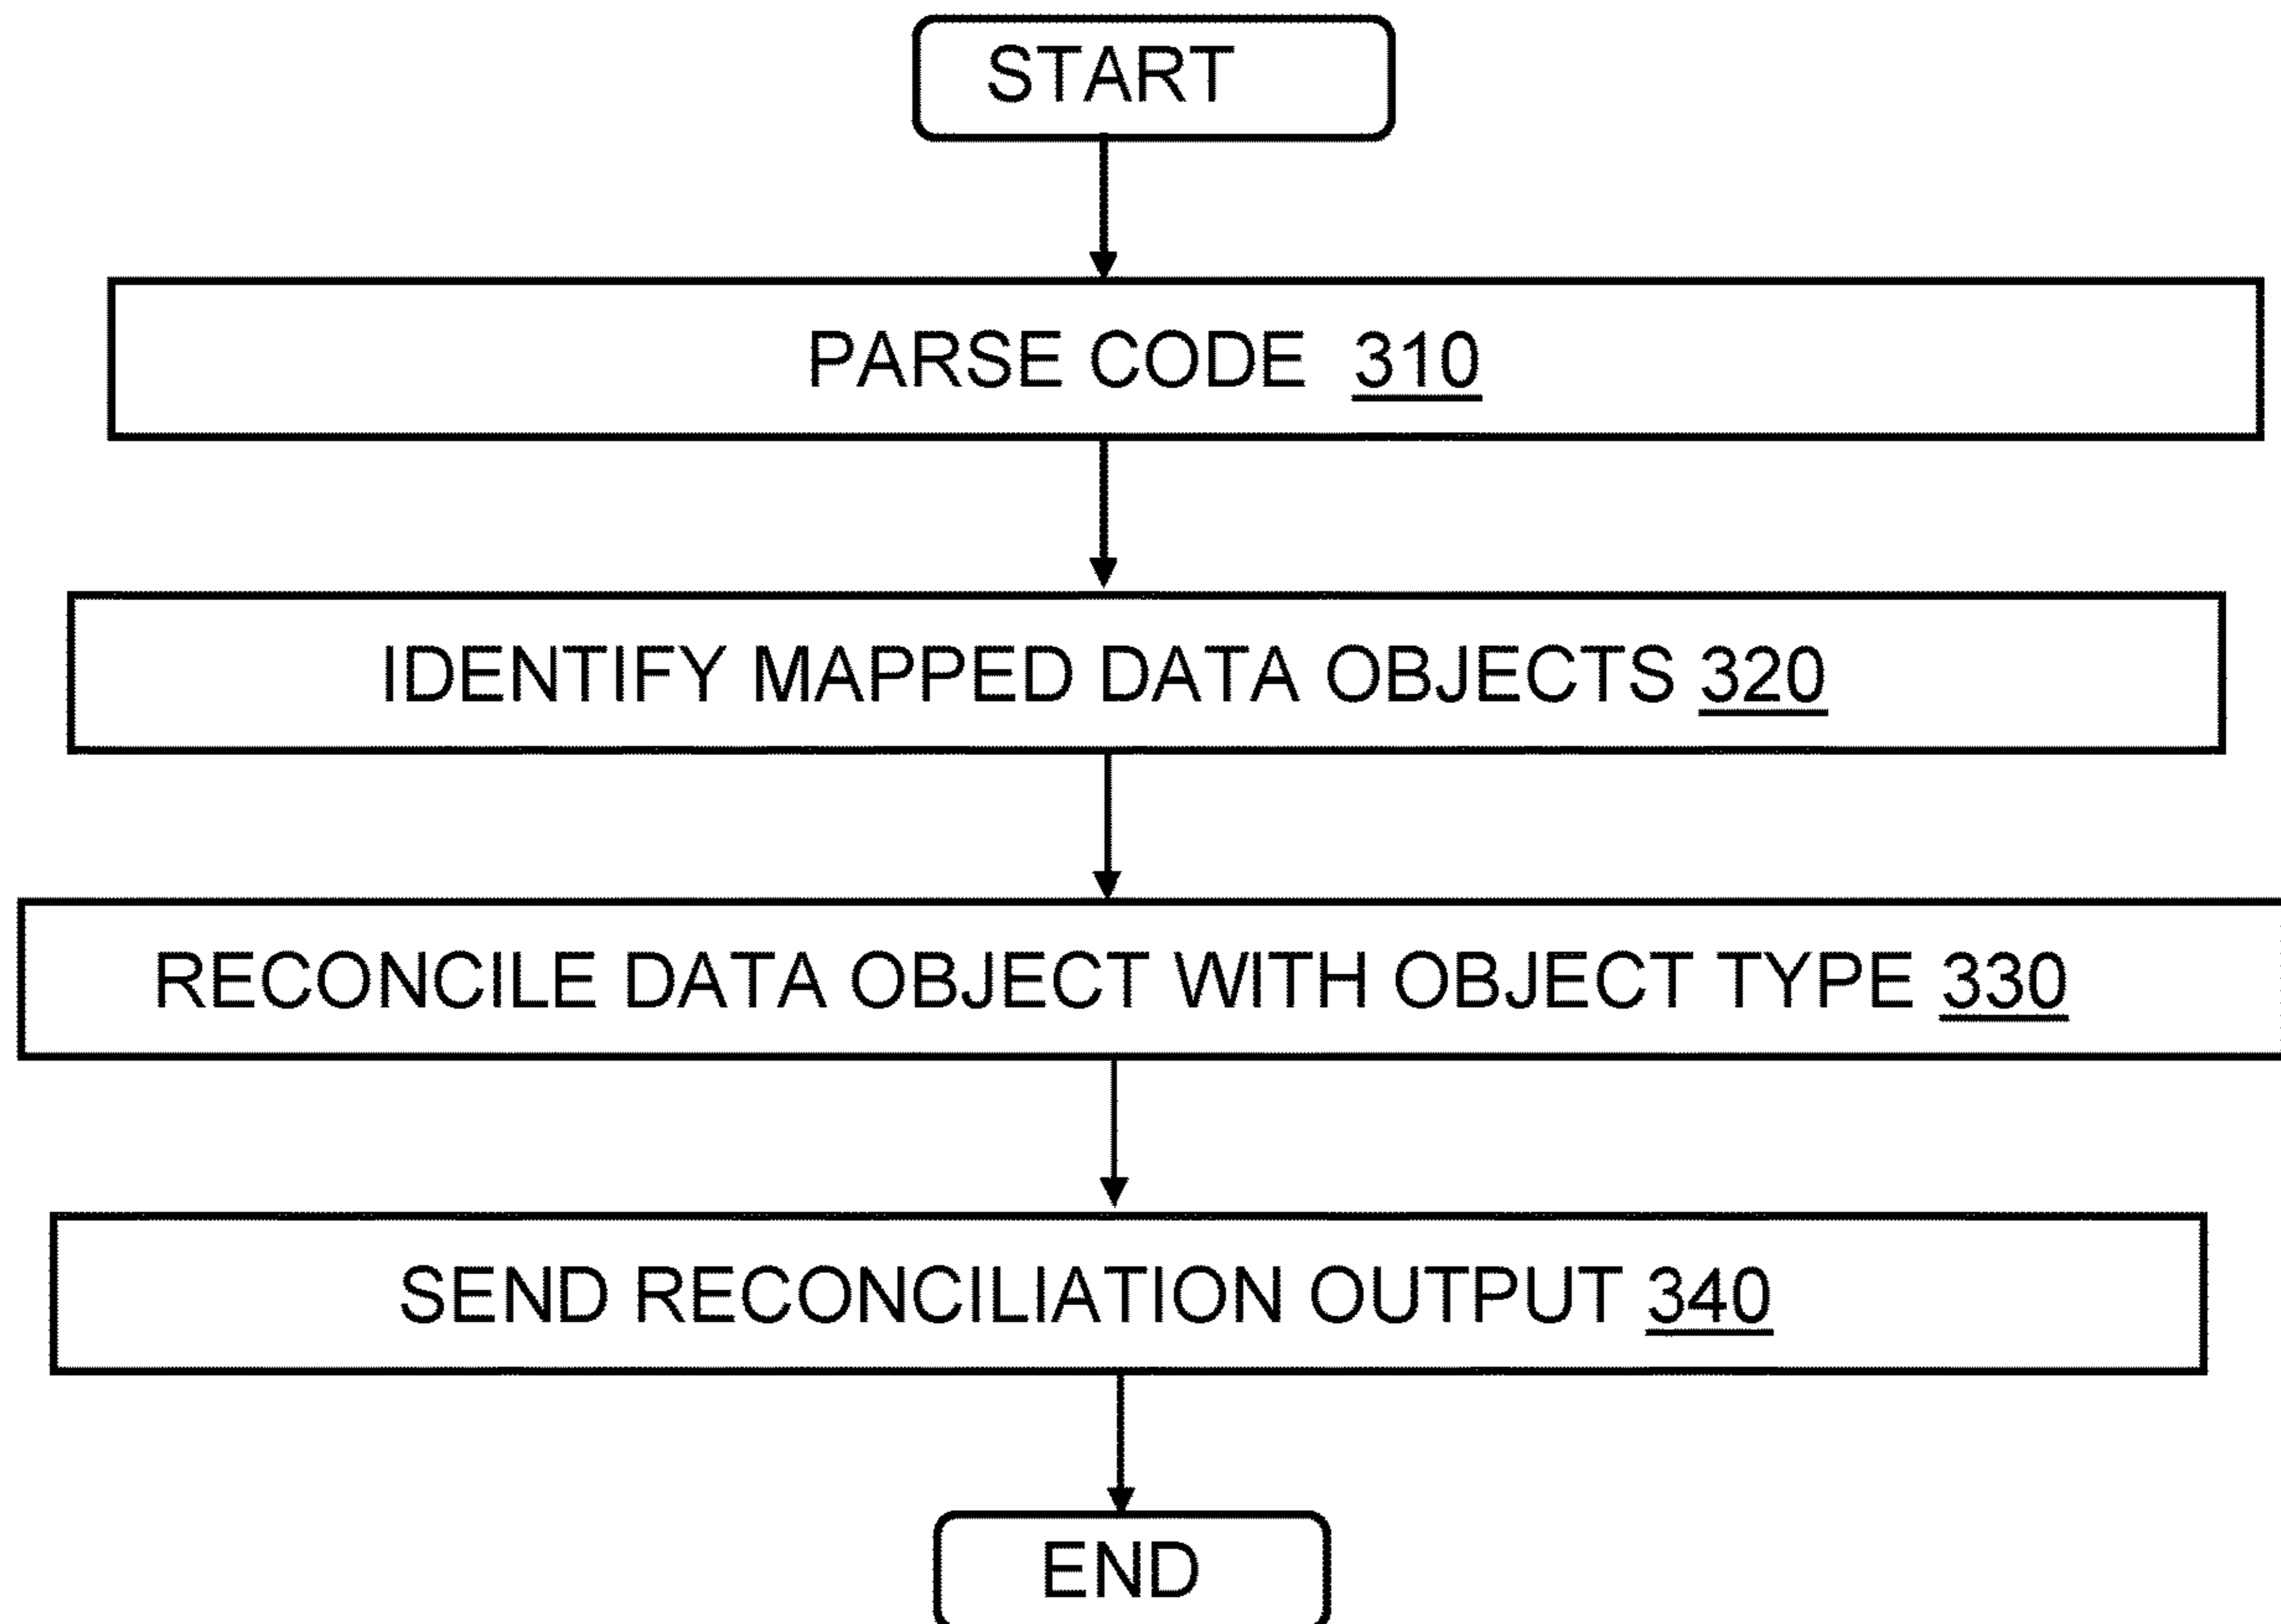 START
PARSE CODE 310
IDENTIFY MAPPED DATA OBJECTS 320
RECONCILE DATA OBJECT WITH OBJECT TYPE 330
SEND RECONCILIATION OUTPUT 340
END